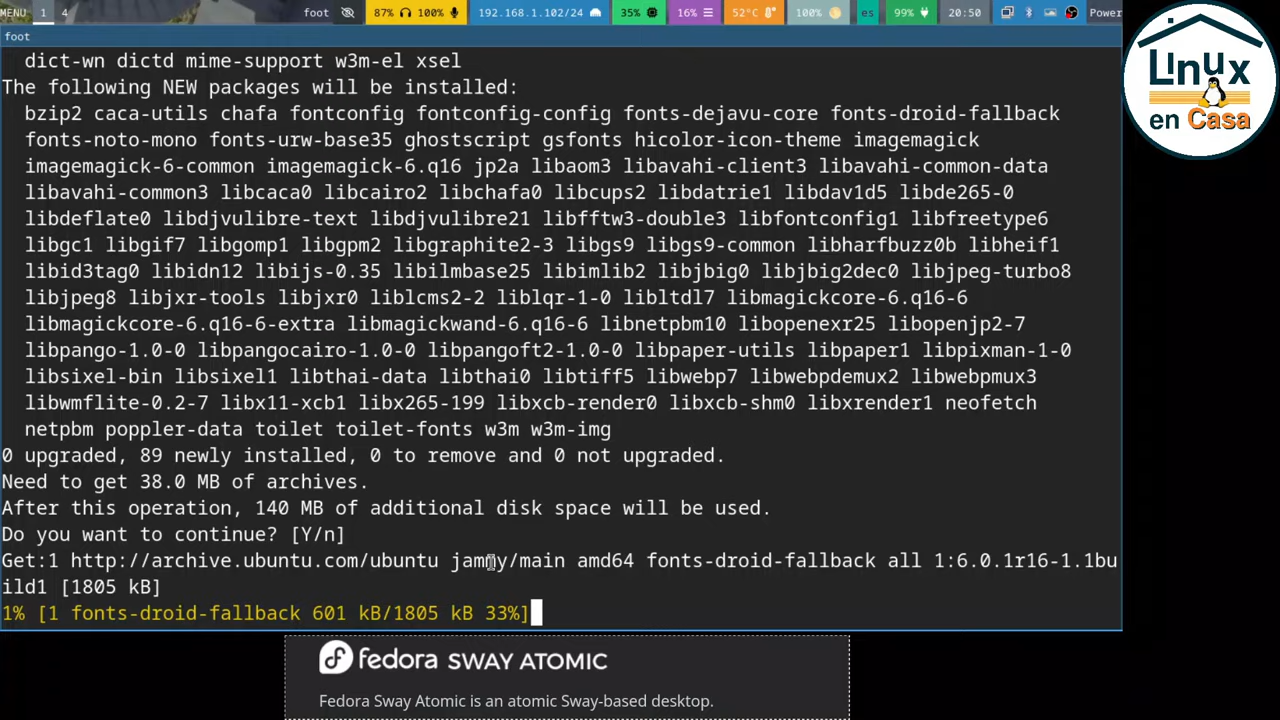 MENU 1 4 foot 87% 100% 192.168.1.102/24 35% 16% 52°C 100% es 99% 20:50 Power
foot
dict-wn dictd mime-support w3m-el xsel
The following NEW packages will be installed:
bzip2 caca-utils chafa fontconfig fontconfig-config fonts-dejavu-core fonts-droid-fallback
fonts-noto-mono fonts-urw-base35 ghostscript gsfonts hicolor-icon-theme imagemagick
imagemagick-6-common imagemagick-6.q16 jp2a libaom3 libavahi-client3 libavahi-common-data
libavahi-common3 libcaca0 libcairo2 libchafa0 libcups2 libdatrie1 libdav1d5 libde265-0
libdeflate0 libdjvulibre-text libdjvulibre21 libfftw3-double3 libfontconfig1 libfreetype6
libgc1 libgif7 libgomp1 libgpm2 libgraphite2-3 libgs9 libgs9-common libharfbuzz0b libheif1
libid3tag0 libidn12 libijs-0.35 libilmbase25 libimlib2 libjbig0 libjbig2dec0 libjpeg-turbo8
libjpeg8 libjxr-tools libjxr0 liblcms2-2 liblqr-1-0 libltdl7 libmagickcore-6.q16-6
libmagickcore-6.q16-6-extra libmagickwand-6.q16-6 libnetpbm10 libopenexr25 libopenjp2-7
libpango-1.0-0 libpangocairo-1.0-0 libpangoft2-1.0-0 libpaper-utils libpaper1 libpixman-1-0
libsixel-bin libsixel1 libthai-data libthai0 libtiff5 libwebp7 libwebpdemux2 libwebpmux3
libwmflite-0.2-7 libx11-xcb1 libx265-199 libxcb-render0 libxcb-shm0 libxrender1 neofetch
netpbm poppler-data toilet toilet-fonts w3m w3m-img
0 upgraded, 89 newly installed, 0 to remove and 0 not upgraded.
Need to get 38.0 MB of archives.
After this operation, 140 MB of additional disk space will be used.
Do you want to continue? [Y/n]
Get:1 http://archive.ubuntu.com/ubuntu jammy/main amd64 fonts-droid-fallback all 1:6.0.1r16-1.1bu
ild1 [1805 kB]
1% [1 fonts-droid-fallback 601 kB/1805 kB 33%]
fedora SWAY ATOMIC
Fedora Sway Atomic is an atomic Sway-based desktop.
Linux
en Casa